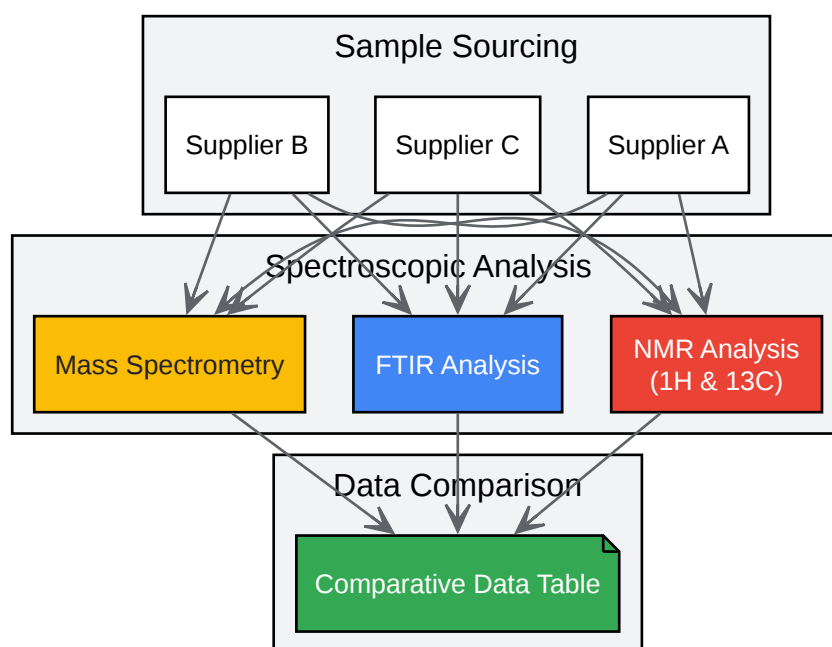 Sample Sourcing
Supplier B
Supplier C
Supplier A
Spectroscopic Analysis
Mass Spectrometry
FTIR Analysis
NMR Analysis
(1H & 13C)
Data Comparison
Comparative Data Table